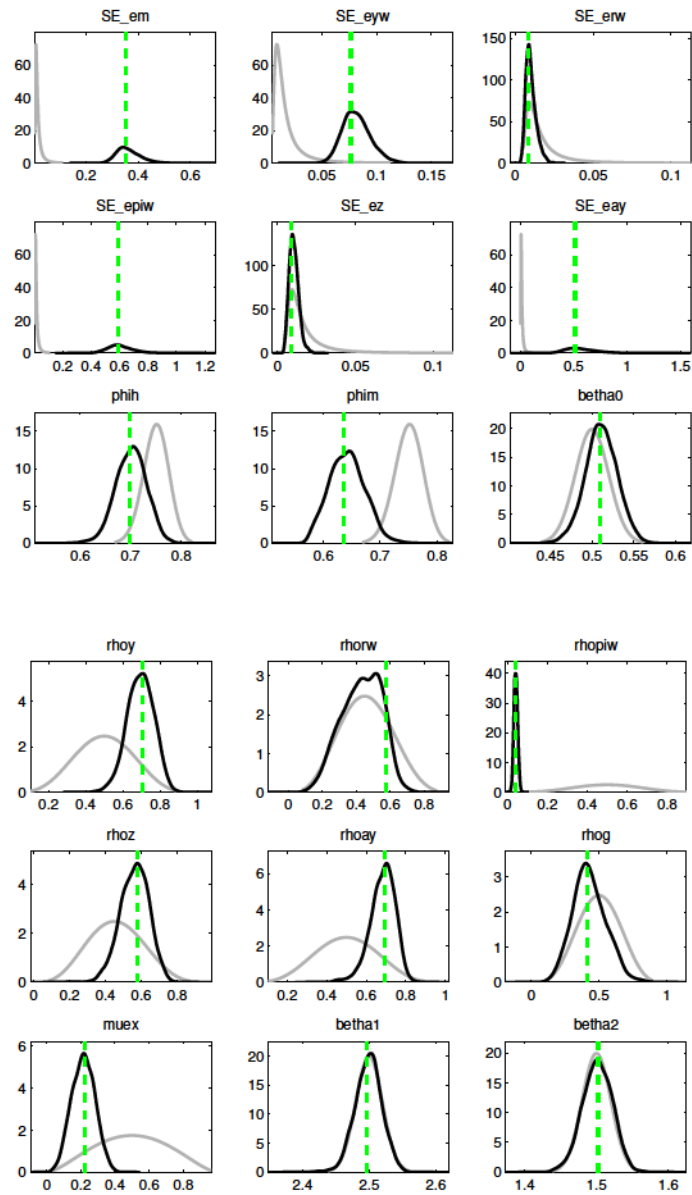 SE_em SE_eyw SE_erw
80 80 150
60 60
40 40 100
20 20 50
0 0 0
0.2 0.4 0.6 0.05 0.1 0.15 0 0.05 0.1
SE_epiw SE_ez SE_eay
80 80
60 100 60
40 40
20 50 20
0 0 0
0.2 0.4 0.6 0.8 1 1.2 0 0.05 0.1 0 0.5 1 1.5
phih phim betha0
15 15 20
10 10 15
10
5 5 5
0 0 0
0.6 0.7 0.8 0.6 0.7 0.8 0.45 0.5 0.55 0.6
rhoy rhorw rhopiw
4 3 40
30
2 2 20
1 10
0 0 0
0.2 0.4 0.6 0.8 1 0 0.2 0.4 0.6 0.8 0 0.2 0.4 0.6 0.8
rhoz rhoay rhog
4 6 3
4 2
2 2 1
0 0 0
0 0.2 0.4 0.6 0.8 0.2 0.4 0.6 0.8 1 0 0.5 1
muex betha1 betha2
6 20 20
4 15 15
10 10
2 5 5
0 0 0
0 0.2 0.4 0.6 0.8 2.4 2.5 2.6 1.4 1.5 1.6